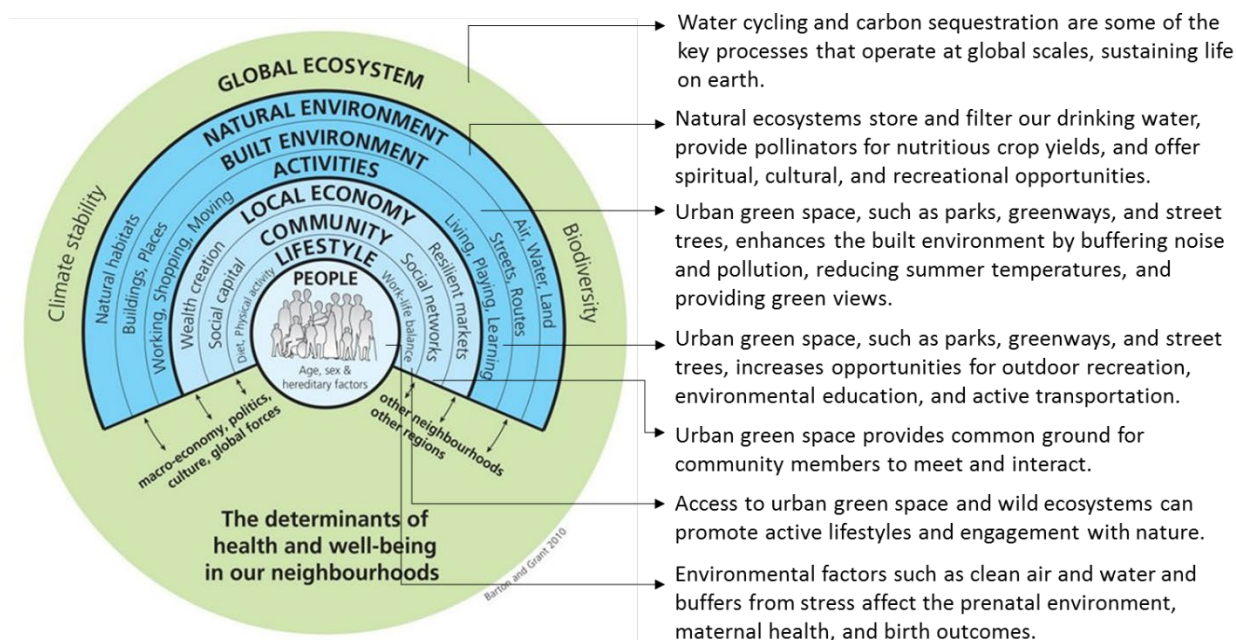 GLOBAL ECOSYSTEM
NATURAL ENVIRONMENT
BUILT ENVIRONMENT
ACTIVITIES
LOCAL ECONOMY
COMMUNITY
LIFESTYLE
PEOPLE
Age, sex &
hereditary factors
Climate stability
Natural habitats
Buildings, Places
Working, Shopping, Moving
Wealth creation
Social capital
Diet, Physical activity
Work-life balance
Social networks
Resilient markets
Living, Playing, Learning
Streets, Routes
Air, Water, Land
Biodiversity
macro-economy, politics,
culture, global forces
other neighbourhoods
other regions
The determinants of
health and well-being
in our neighbourhoods
Barton and Grant 2010
Water cycling and carbon sequestration are some of the
key processes that operate at global scales, sustaining life
on earth.
Natural ecosystems store and filter our drinking water,
provide pollinators for nutritious crop yields, and offer
spiritual, cultural, and recreational opportunities.
Urban green space, such as parks, greenways, and street
trees, enhances the built environment by buffering noise
and pollution, reducing summer temperatures, and
providing green views.
Urban green space, such as parks, greenways, and street
trees, increases opportunities for outdoor recreation,
environmental education, and active transportation.
Urban green space provides common ground for
community members to meet and interact.
Access to urban green space and wild ecosystems can
promote active lifestyles and engagement with nature.
Environmental factors such as clean air and water and
buffers from stress affect the prenatal environment,
maternal health, and birth outcomes.